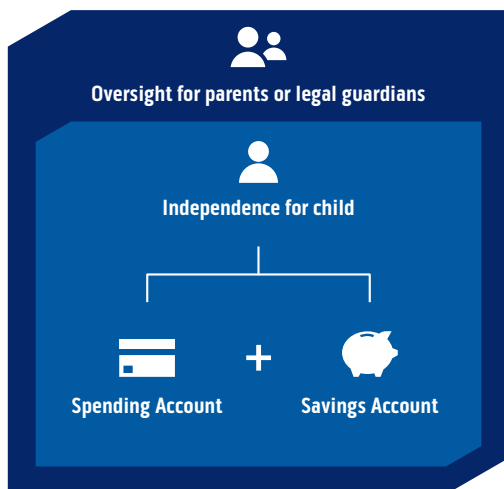 Oversight for parents or legal guardians
Independence for child
+
Spending Account
Savings Account